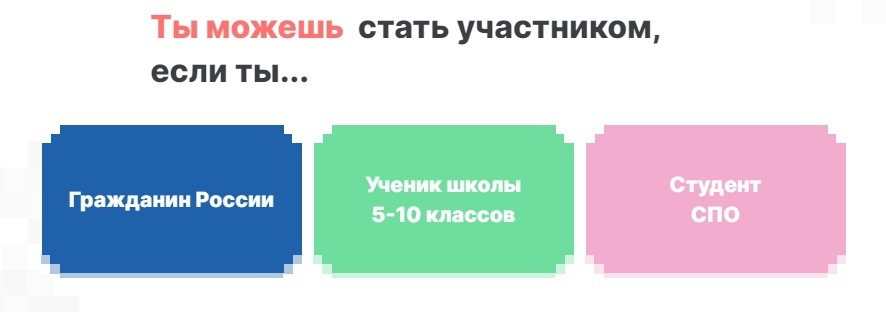 Ты можешь стать участником,
если ты...
Гражданин России
Ученик школы
5-10 классов
Студент
СПО